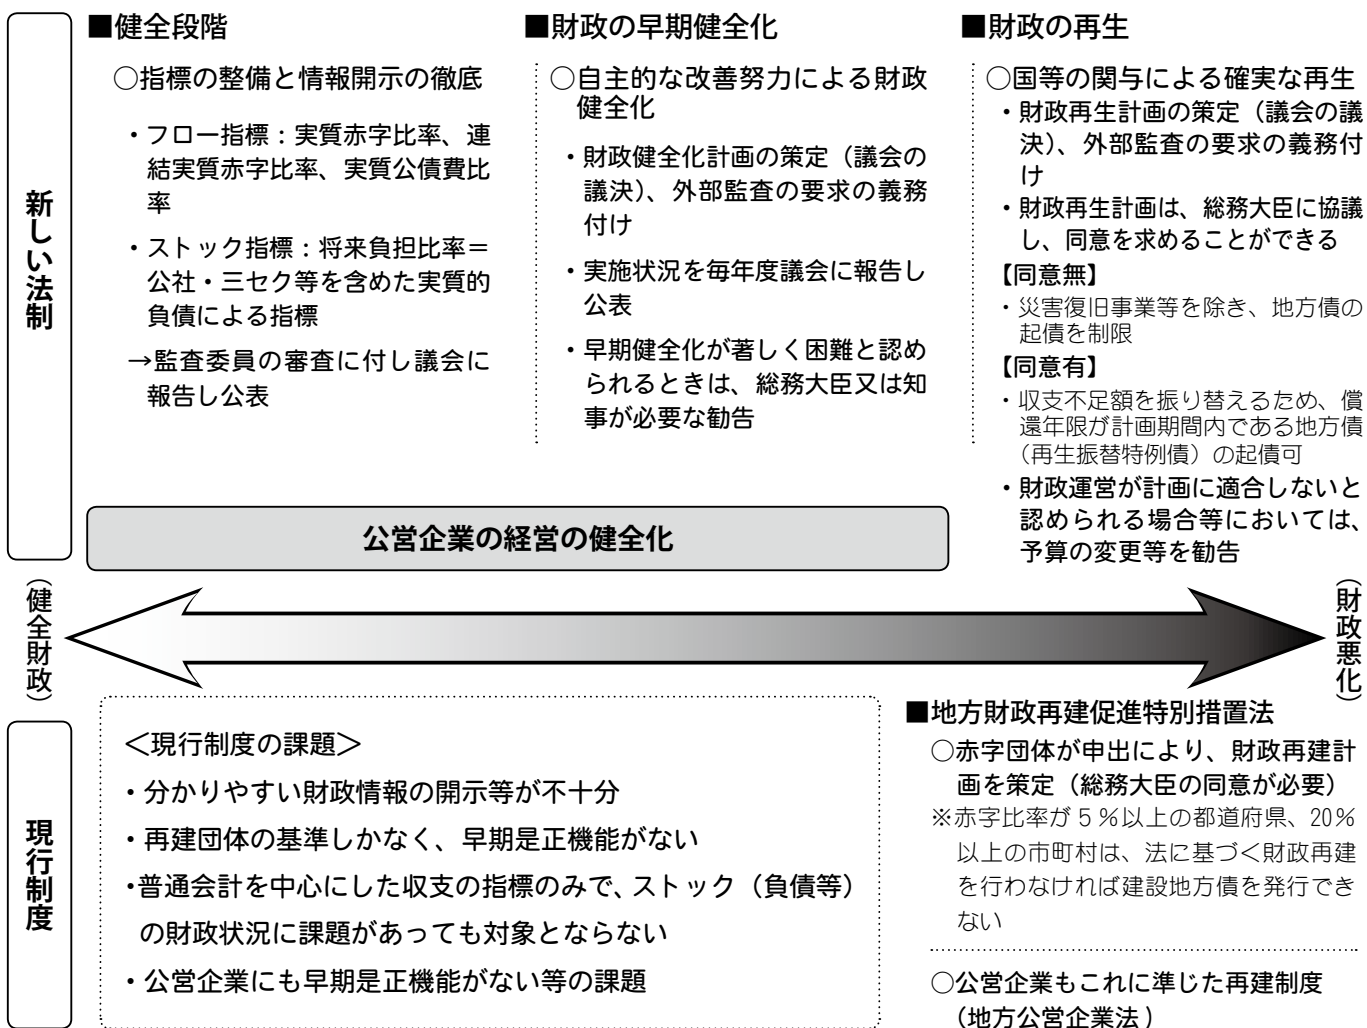 新しい法制
■健全段階
○指標の整備と情報開示の徹底
・フロー指標：実質赤字比率、連
結実質赤字比率、実質公債費比
率
・ストック指標：将来負担比率＝
公社・三セク等を含めた実質的
負債による指標
→監査委員の審査に付し議会に
報告し公表
■財政の早期健全化
○自主的な改善努力による財政
健全化
・財政健全化計画の策定（議会の
議決）、外部監査の要求の義務
付け
・実施状況を毎年度議会に報告し
公表
・早期健全化が著しく困難と認め
られるときは、総務大臣又は知
事が必要な勧告
■財政の再生
○国等の関与による確実な再生
・財政再生計画の策定（議会の議
決）、外部監査の要求の義務付
け
・財政再生計画は、総務大臣に協議
し、同意を求めることができる
【同意無】
・災害復旧事業等を除き、地方債の
起債を制限
【同意有】
・収支不足額を振り替えるため、償
還年限が計画期間内である地方債
（再生振替特例債）の起債可
・財政運営が計画に適合しないと
認められる場合等においては、
予算の変更等を勧告
公営企業の経営の健全化
（健全財政）
（財政悪化）
現行制度
＜現行制度の課題＞
・分かりやすい財政情報の開示等が不十分
・再建団体の基準しかなく、早期是正機能がない
・普通会計を中心にした収支の指標のみで、ストック（負債等）
の財政状況に課題があっても対象とならない
・公営企業にも早期是正機能がない等の課題
■地方財政再建促進特別措置法
○赤字団体が申出により、財政再建計
画を策定（総務大臣の同意が必要）
※赤字比率が5％以上の都道府県、20％
以上の市町村は、法に基づく財政再建
を行わなければ建設地方債を発行でき
ない
○公営企業もこれに準じた再建制度
（地方公営企業法）